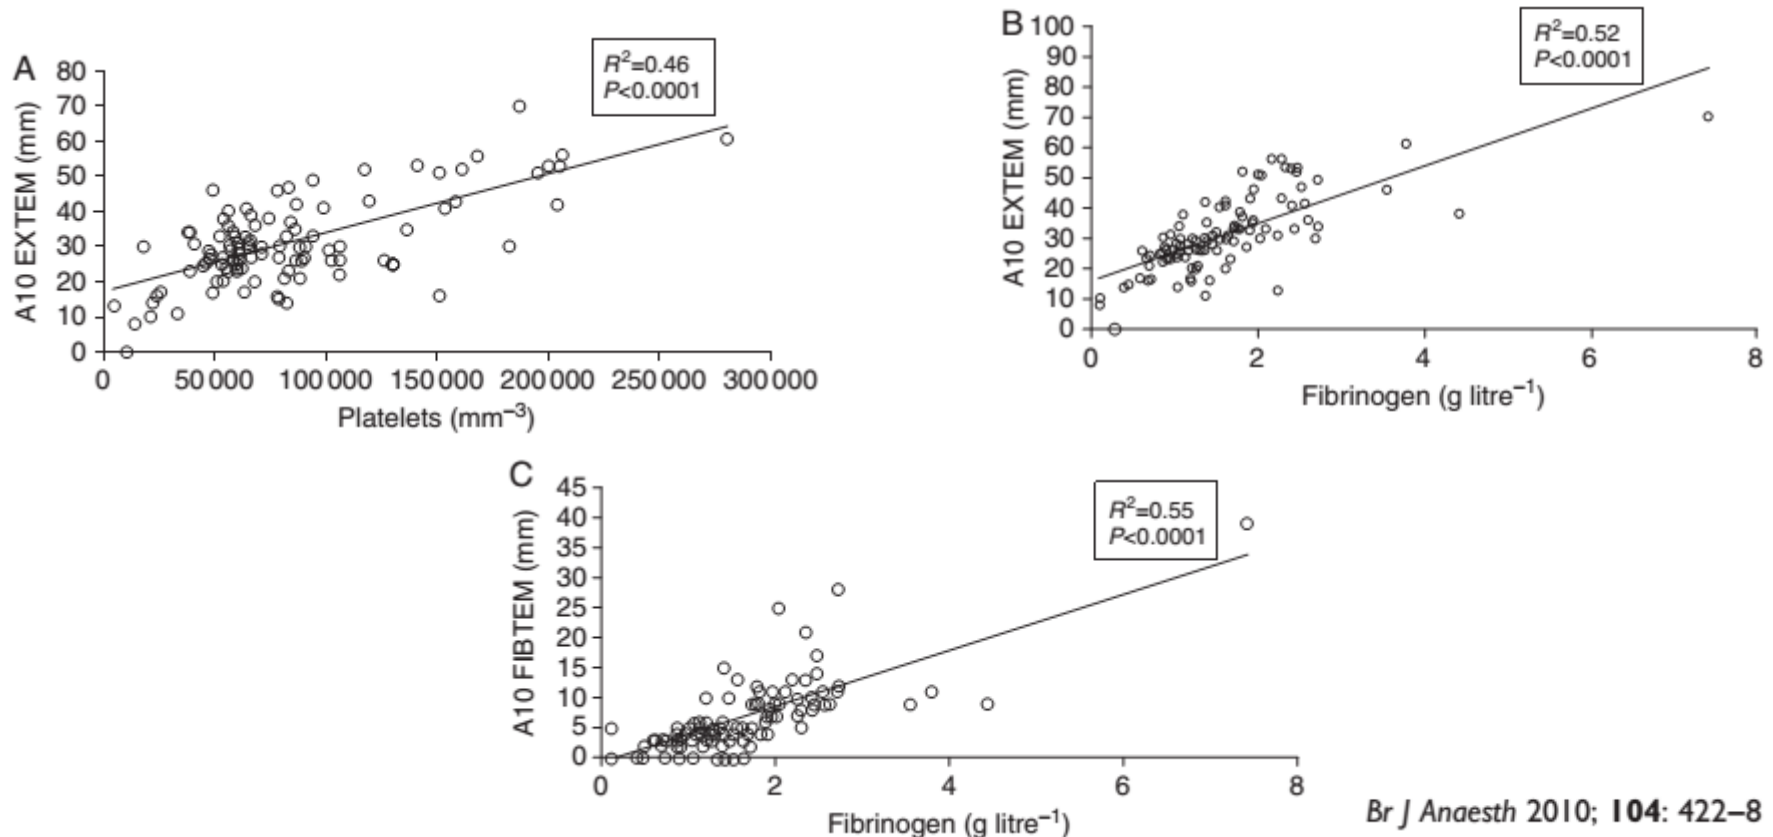 A
R²=0.46
P<0.0001
80
70
60
50
40
30
20
10
0
A10 EXTEM (mm)
0 50 000 100 000 150 000 200 000 250 000 300 000
Platelets (mm⁻³)
B
R²=0.52
P<0.0001
100
90
80
70
60
50
40
30
20
10
0
A10 EXTEM (mm)
0 2 4 6 8
Fibrinogen (g litre⁻¹)
C
R²=0.55
P<0.0001
45
40
35
30
25
20
15
10
5
0
A10 FIBTEM (mm)
0 2 4 6 8
Fibrinogen (g litre⁻¹)
Br J Anaesth 2010; 104: 422–8